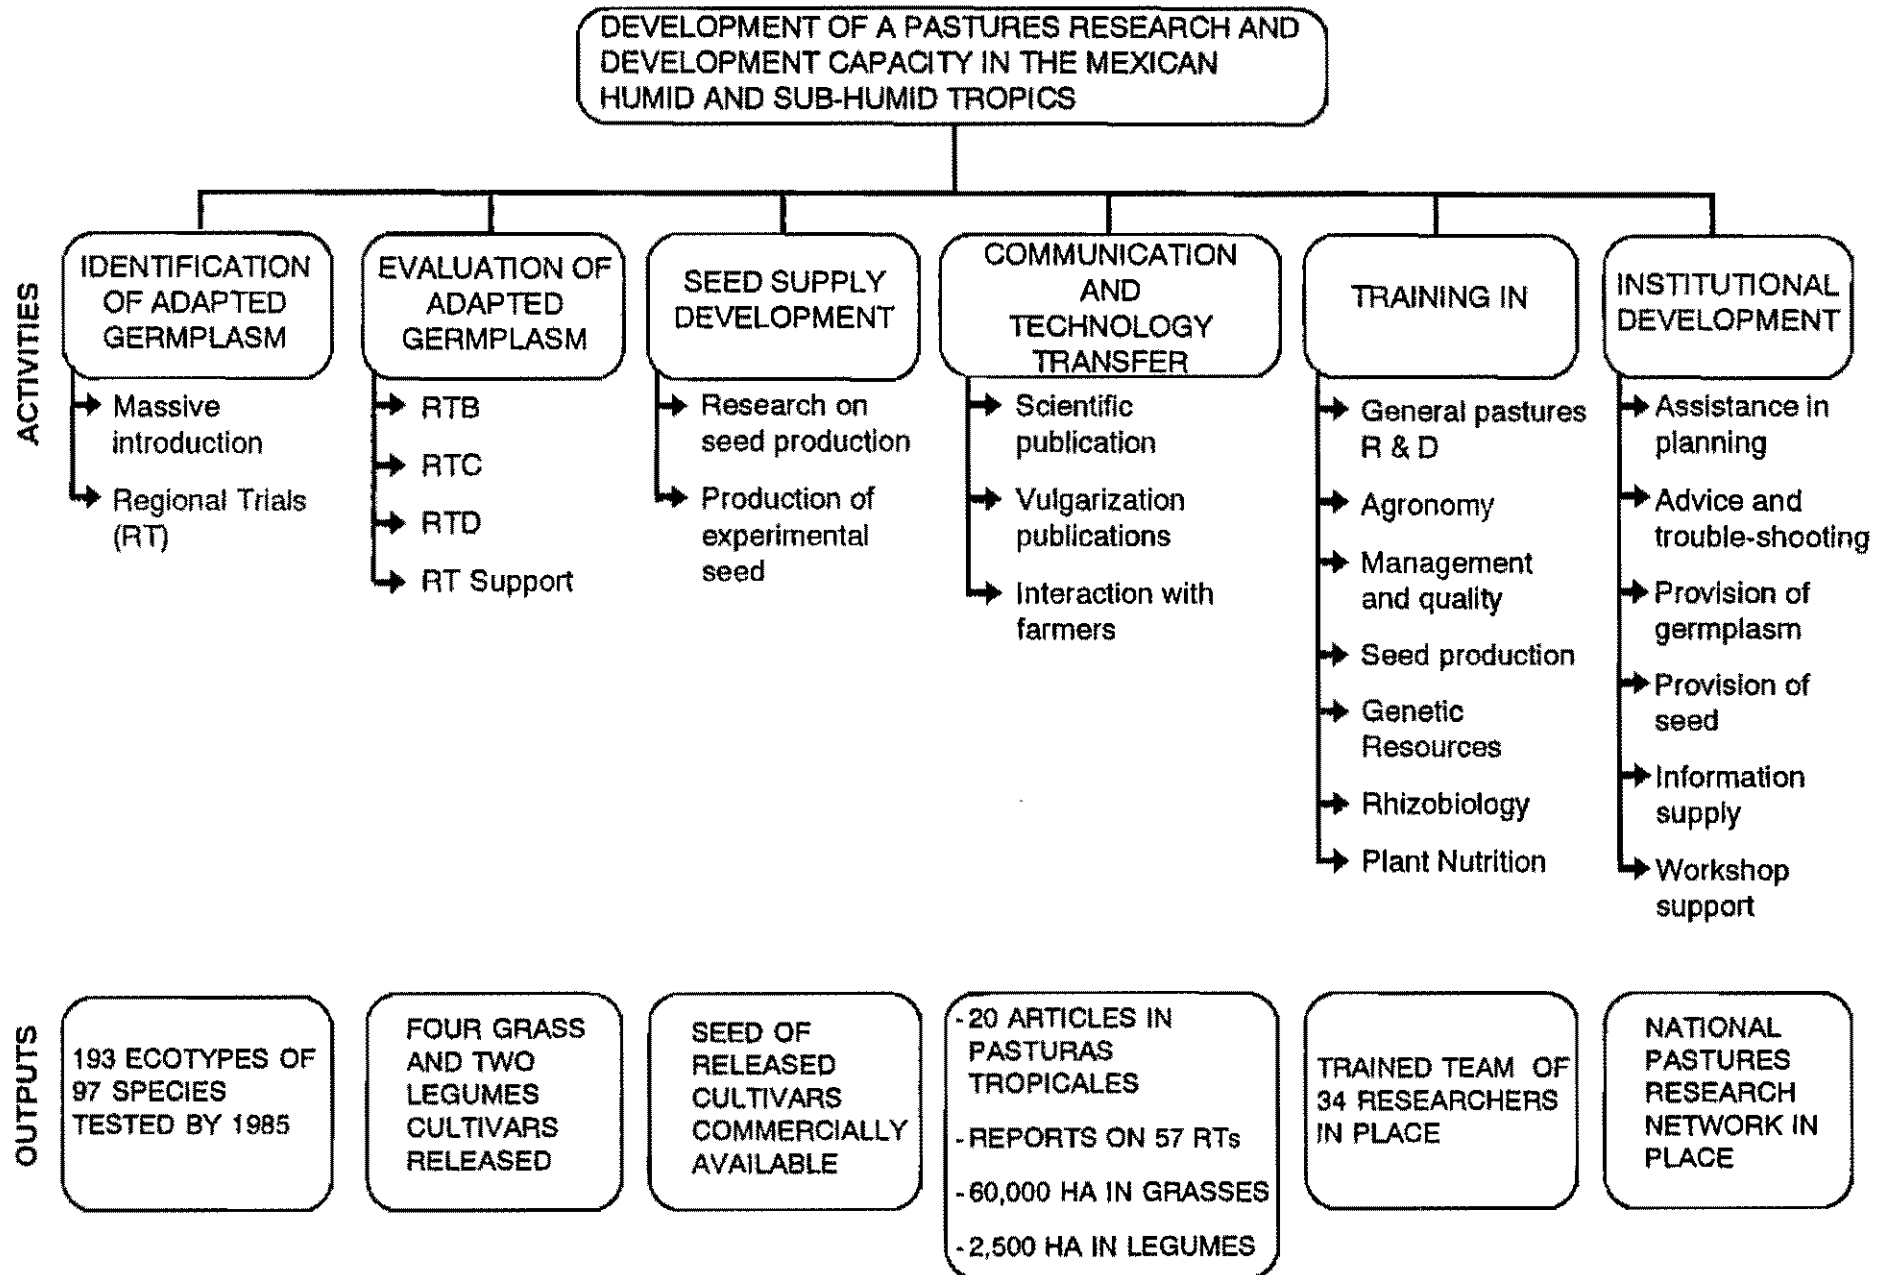 DEVELOPMENT OF A PASTURES RESEARCH AND
DEVELOPMENT CAPACITY IN THE MEXICAN
HUMID AND SUB-HUMID TROPICS
ACTIVITIES
IDENTIFICATION
OF ADAPTED
GERMPLASM
Massive
introduction
Regional Trials
(RT)
EVALUATION OF
ADAPTED
GERMPLASM
RTB
RTC
RTD
RT Support
SEED SUPPLY
DEVELOPMENT
Research on
seed production
Production of
experimental
seed
COMMUNICATION
AND
TECHNOLOGY
TRANSFER
Scientific
publication
Vulgarization
publications
Interaction with
farmers
TRAINING IN
General pastures
R & D
Agronomy
Management
and quality
Seed production
Genetic
Resources
Rhizobiology
Plant Nutrition
INSTITUTIONAL
DEVELOPMENT
Assistance in
planning
Advice and
trouble-shooting
Provision of
germplasm
Provision of
seed
Information
supply
Workshop
support
OUTPUTS
193 ECOTYPES OF
97 SPECIES
TESTED BY 1985
FOUR GRASS
AND TWO
LEGUMES
CULTIVARS
RELEASED
SEED OF
RELEASED
CULTIVARS
COMMERCIALLY
AVAILABLE
- 20 ARTICLES IN
PASTURAS
TROPICALES
- REPORTS ON 57 RTs
- 60,000 HA IN GRASSES
- 2,500 HA IN LEGUMES
TRAINED TEAM OF
34 RESEARCHERS
IN PLACE
NATIONAL
PASTURES
RESEARCH
NETWORK IN
PLACE